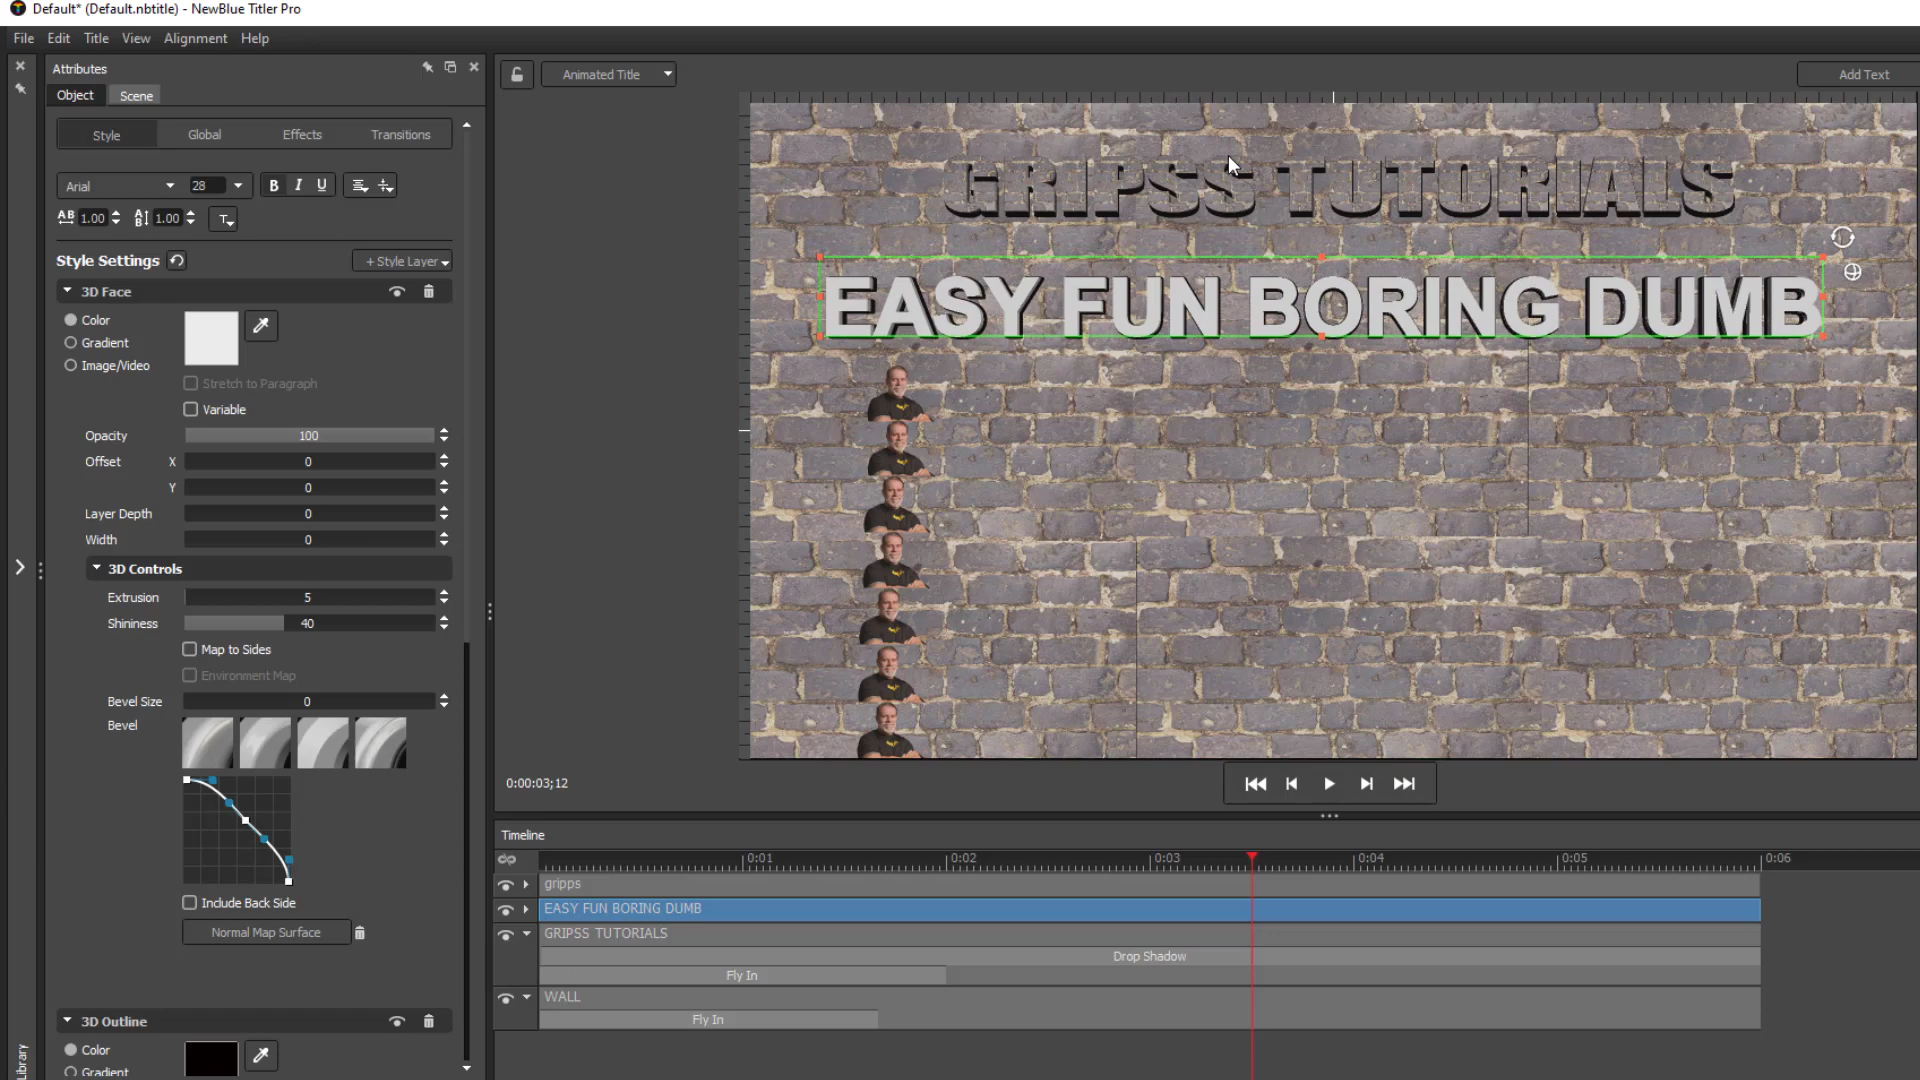 Default* (Default.nbtitle) - NewBlue Titler Pro
File Edit Title View Alignment Help
Attributes
Object Scene
Style Global Effects Transitions
Arial 28 B I U
AB 1.00 AB 1.00 T
Style Settings + Style Layer
3D Face
Color
Gradient
Image/Video
Stretch to Paragraph
Variable
Opacity 100
Offset X 0
Y 0
Layer Depth 0
Width 0
3D Controls
Extrusion 5
Shininess 40
Map to Sides
Environment Map
Bevel Size 0
Bevel
Include Back Side
Normal Map Surface
3D Outline
Color
Gradient
Library
Animated Title
Add Text
GRIPSS TUTORIALS
EASY FUN BORING DUMB
0:00:03;12
Timeline
0:01 0:02 0:03 0:04 0:05 0:06
gripps
EASY FUN BORING DUMB
GRIPSS TUTORIALS
Drop Shadow
Fly In
WALL
Fly In